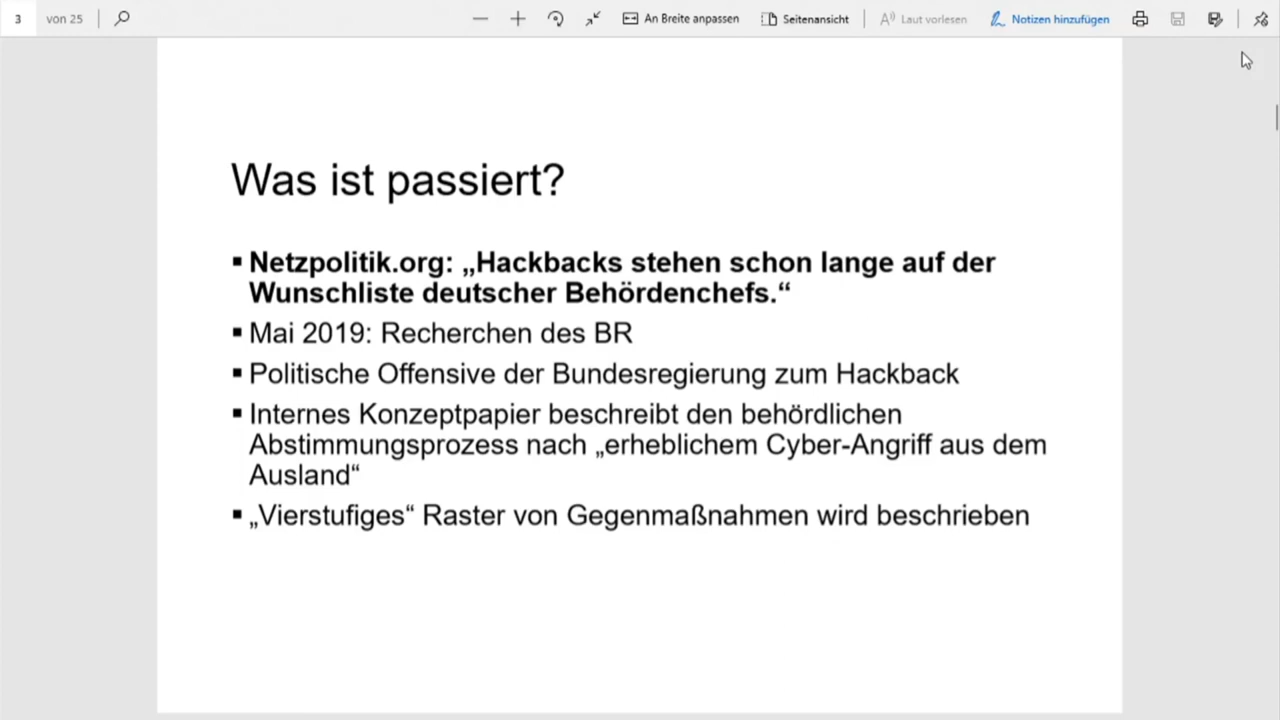 3 von 25 An Breite anpassen Seitenansicht Laut vorlesen Notizen hinzufügen
Was ist passiert?
▪ Netzpolitik.org: „Hackbacks stehen schon lange auf der
Wunschliste deutscher Behördenchefs.“
▪ Mai 2019: Recherchen des BR
▪ Politische Offensive der Bundesregierung zum Hackback
▪ Internes Konzeptpapier beschreibt den behördlichen
Abstimmungsprozess nach „erheblichem Cyber-Angriff aus dem
Ausland“
▪ „Vierstufiges“ Raster von Gegenmaßnahmen wird beschrieben